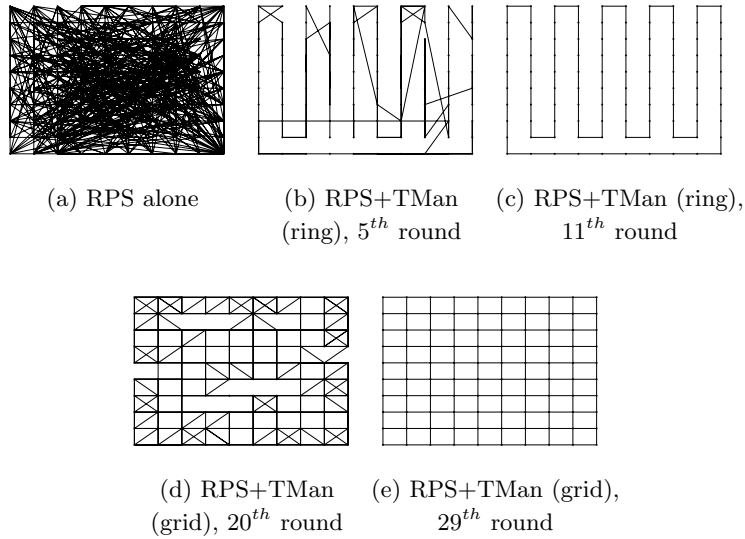 (a) RPS alone
(b) RPS+TMan
(ring), 5th round
(c) RPS+TMan (ring),
11th round
(d) RPS+TMan
(grid), 20th round
(e) RPS+TMan (grid),
29th round